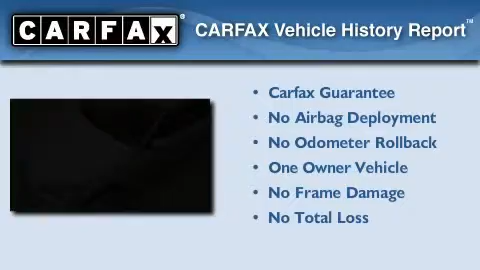 CARFAX® CARFAX Vehicle History Report™
• Carfax Guarantee
• No Airbag Deployment
• No Odometer Rollback
• One Owner Vehicle
• No Frame Damage
• No Total Loss